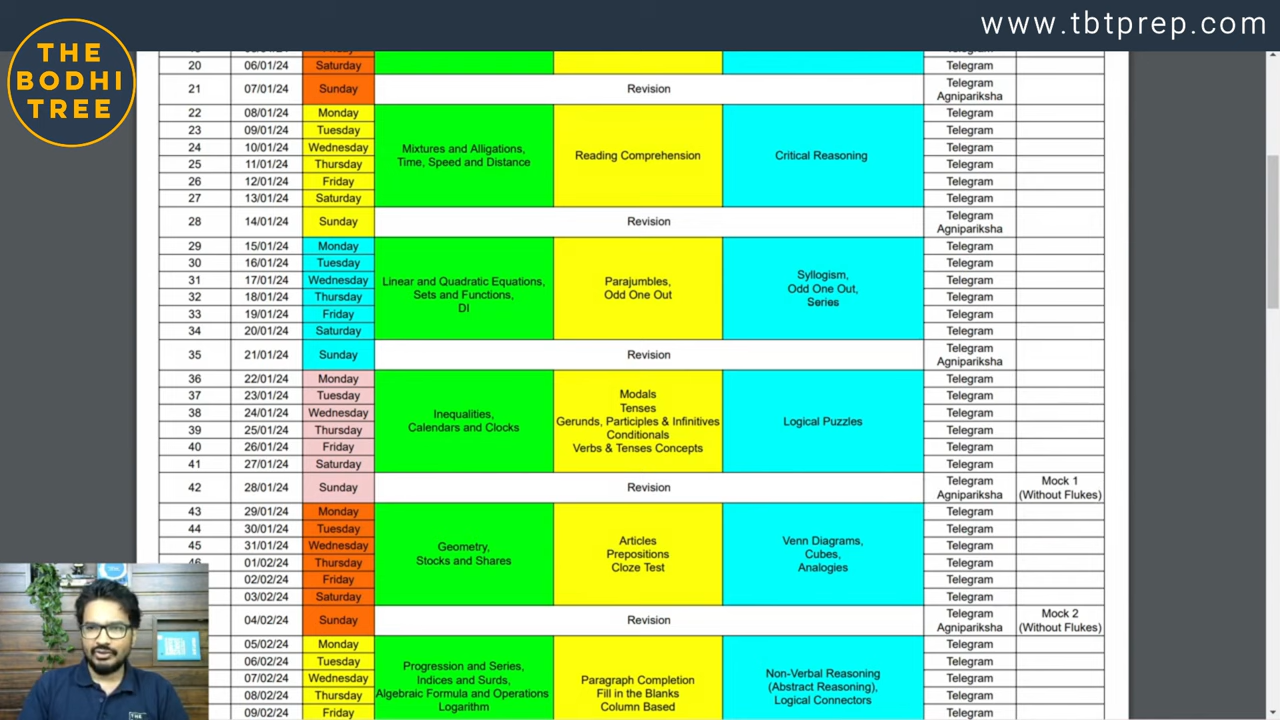 www.tbtprep.com
THE
BODHI
TREE
20 06/01/24 Saturday Telegram
21 07/01/24 Sunday Revision Telegram
Agnipariksha
22 08/01/24 Monday Telegram
23 09/01/24 Tuesday Telegram
24 10/01/24 Wednesday Telegram
25 11/01/24 Thursday Telegram
26 12/01/24 Friday Telegram
27 13/01/24 Saturday Telegram
Mixtures and Alligations,
Time, Speed and Distance
Reading Comprehension
Critical Reasoning
28 14/01/24 Sunday Revision Telegram
Agnipariksha
29 15/01/24 Monday Telegram
30 16/01/24 Tuesday Telegram
31 17/01/24 Wednesday Telegram
32 18/01/24 Thursday Telegram
33 19/01/24 Friday Telegram
34 20/01/24 Saturday Telegram
Linear and Quadratic Equations,
Sets and Functions,
DI
Parajumbles,
Odd One Out
Syllogism,
Odd One Out,
Series
35 21/01/24 Sunday Revision Telegram
Agnipariksha
36 22/01/24 Monday Telegram
37 23/01/24 Tuesday Telegram
38 24/01/24 Wednesday Telegram
39 25/01/24 Thursday Telegram
40 26/01/24 Friday Telegram
41 27/01/24 Saturday Telegram
Inequalities,
Calendars and Clocks
Modals
Tenses
Gerunds, Participles & Infinitives
Conditionals
Verbs & Tenses Concepts
Logical Puzzles
42 28/01/24 Sunday Revision Telegram
Agnipariksha
Mock 1
(Without Flukes)
43 29/01/24 Monday Telegram
44 30/01/24 Tuesday Telegram
45 31/01/24 Wednesday Telegram
01/02/24 Thursday Telegram
02/02/24 Friday Telegram
03/02/24 Saturday Telegram
Geometry,
Stocks and Shares
Articles
Prepositions
Cloze Test
Venn Diagrams,
Cubes,
Analogies
04/02/24 Sunday Revision Telegram
Agnipariksha
Mock 2
(Without Flukes)
05/02/24 Monday Telegram
06/02/24 Tuesday Telegram
07/02/24 Wednesday Telegram
08/02/24 Thursday Telegram
09/02/24 Friday Telegram
Progression and Series,
Indices and Surds,
Algebraic Formula and Operations
Logarithm
Paragraph Completion
Fill in the Blanks
Column Based
Non-Verbal Reasoning
(Abstract Reasoning),
Logical Connectors